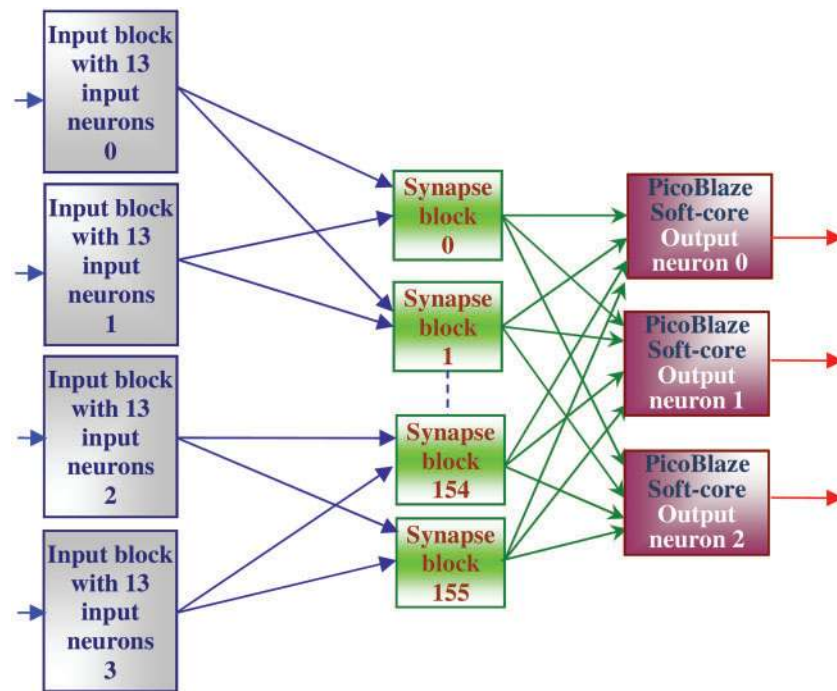 Input block
with 13
input
neurons
0
Input block
with 13
input
neurons
1
Input block
with 13
input
neurons
2
Input block
with 13
input
neurons
3
Synapse
block
0
Synapse
block
1
Synapse
block
154
Synapse
block
155
PicoBlaze
Soft-core
Output
neuron 0
PicoBlaze
Soft-core
Output
neuron 1
PicoBlaze
Soft-core
Output
neuron 2